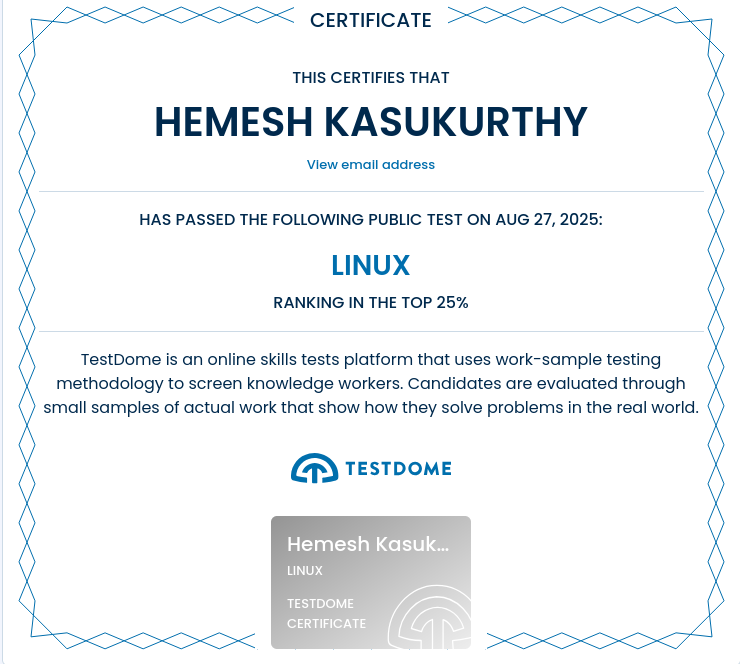 CERTIFICATE
THIS CERTIFIES THAT
HEMESH KASUKURTHY
View email address
HAS PASSED THE FOLLOWING PUBLIC TEST ON AUG 27, 2025:
LINUX
RANKING IN THE TOP 25%
TestDome is an online skills tests platform that uses work-sample testing
methodology to screen knowledge workers. Candidates are evaluated through
small samples of actual work that show how they solve problems in the real world.
TESTDOME
Hemesh Kasuk...
LINUX
TESTDOME
CERTIFICATE